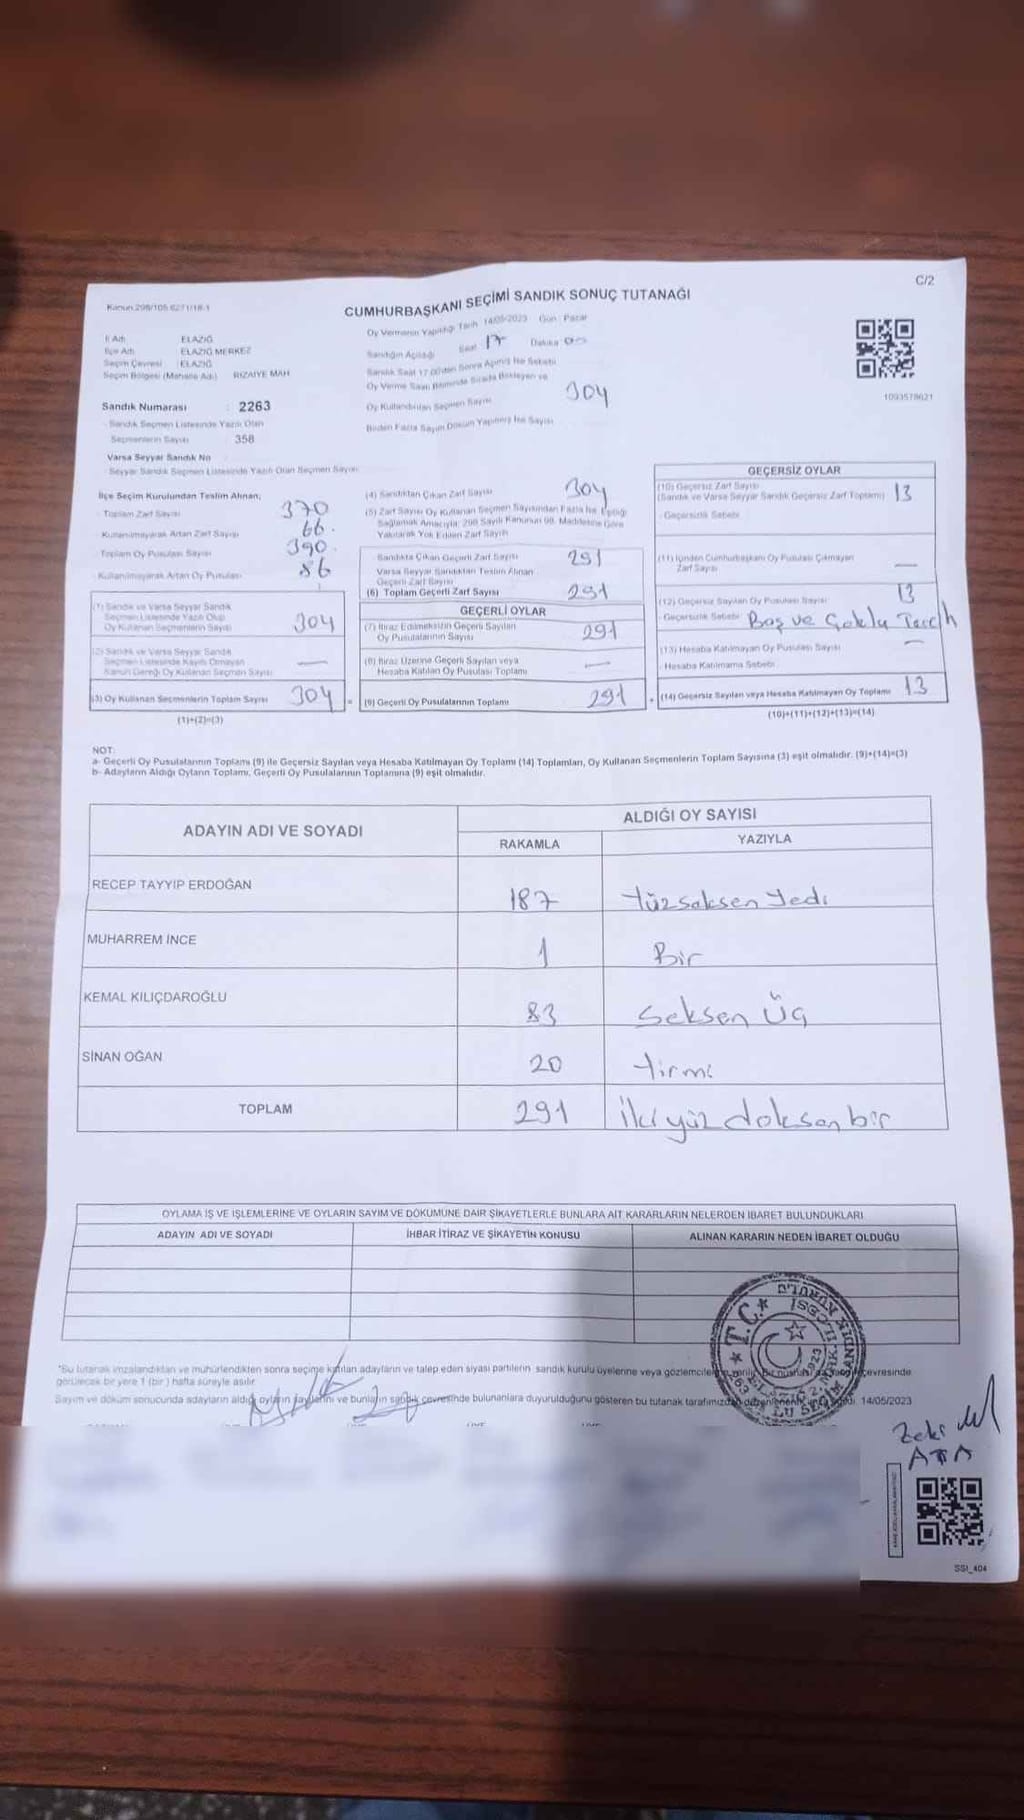 C/2
Kanun 298/105 6271/18-1
CUMHURBAŞKANI SEÇİMİ SANDIK SONUÇ TUTANAĞI
Oy Vermenin Yapıldığı Tarih 14/05/2023 Gün Pazar
İl Adı ELAZIĞ
İlçe Adı ELAZIĞ MERKEZ
Seçim Çevresi ELAZIĞ
Seçim Bölgesi (Mahalle Adı) RIZAİYE MAH
Sandık Numarası : 2263
Sandık Seçmen Listesinde Yazılı Olan
Seçmenlerin Sayısı : 358
Varsa Seyyar Sandık No
Seyyar Sandık Seçmen Listesinde Yazılı Olan Seçmen Sayısı
Sandığın Açıldığı Saat 17 Dakika 00
Sandık Saat 17.00'den Sonra Açılmış İse Sebebi
Oy Verme Saati Bitiminde Sırada Bekleyen ve
Oy Kullandırılan Seçmen Sayısı 304
Birden Fazla Sayım Döküm Yapılmış İse Sayısı
1093578621
İlçe Seçim Kurulundan Teslim Alınan;
Toplam Zarf Sayısı 370
Kullanılmayarak Artan Zarf Sayısı 66
Toplam Oy Pusulası Sayısı 390
Kullanılmayarak Artan Oy Pusulası 86
(1) Sandık ve Varsa Seyyar Sandık
Seçmen Listesinde Yazılı Olup
Oy Kullanan Seçmenlerin Sayısı 304
(2) Sandık ve Varsa Seyyar Sandık
Seçmen Listesinde Kayıtlı Olmayan
Kanun Gereği Oy Kullanan Seçmen Sayısı —
(3) Oy Kullanan Seçmenlerin Toplam Sayısı 304 =
(1)+(2)=(3)
(4) Sandıktan Çıkan Zarf Sayısı 304
(5) Zarf Sayısı Oy Kullanan Seçmen Sayısından Fazla İse, Eşitliği
Sağlamak Amacıyla; 298 Sayılı Kanunun 98. Maddesine Göre
Yakılarak Yok Edilen Zarf Sayısı
Sandıkta Çıkan Geçerli Zarf Sayısı 291
Varsa Seyyar Sandıktan Teslim Alınan
Geçerli Zarf Sayısı
(6) Toplam Geçerli Zarf Sayısı 291
GEÇERLİ OYLAR
(7) İtiraz Edilmeksizin Geçerli Sayılan
Oy Pusulalarının Sayısı 291
(8) İtiraz Üzerine Geçerli Sayılan veya
Hesaba Katılan Oy Pusulası Toplamı —
(9) Geçerli Oy Pusulalarının Toplamı 291 +
GEÇERSİZ OYLAR
(10) Geçersiz Zarf Sayısı
(Sandık ve Varsa Seyyar Sandık Geçersiz Zarf Toplamı) 13
Geçersizlik Sebebi
(11) İçinden Cumhurbaşkanı Oy Pusulası Çıkmayan
Zarf Sayısı —
(12) Geçersiz Sayılan Oy Pusulası Sayısı 13
Geçersizlik Sebebi Boş ve Çoklu Tercih
(13) Hesaba Katılmayan Oy Pusulası Sayısı —
Hesaba Katılmama Sebebi
(14) Geçersiz Sayılan veya Hesaba Katılmayan Oy Toplamı 13
(10)+(11)+(12)+(13)=(14)
NOT:
a- Geçerli Oy Pusulalarının Toplamı (9) ile Geçersiz Sayılan veya Hesaba Katılmayan Oy Toplamı (14) Toplamları, Oy Kullanan Seçmenlerin Toplam Sayısına (3) eşit olmalıdır. (9)+(14)=(3)
b- Adayların Aldığı Oyların Toplamı, Geçerli Oy Pusulalarının Toplamına (9) eşit olmalıdır.
ADAYIN ADI VE SOYADI
ALDIĞI OY SAYISI
RAKAMLA YAZIYLA
RECEP TAYYIP ERDOĞAN 187 Yüzseksen Yedi
MUHARREM İNCE 1 Bir
KEMAL KILIÇDAROĞLU 83 Seksen Üç
SİNAN OĞAN 20 Yirmi
TOPLAM 291 İkiyüz doksan bir
OYLAMA İŞ VE İŞLEMLERİNE VE OYLARIN SAYIM VE DÖKÜMÜNE DAİR ŞİKAYETLERLE BUNLARA AİT KARARLARIN NELERDEN İBARET BULUNDUKLARI
ADAYIN ADI VE SOYADI İHBAR İTİRAZ VE ŞİKAYETİN KONUSU ALINAN KARARIN NEDEN İBARET OLDUĞU
*Bu tutanak imzalandıktan ve mühürlendikten sonra seçime katılan adayların ve talep eden siyasi partilerin sandık kurulu üyelerine veya gözlemcilerine verilir. Bir nushası çevresinde
görülecek bir yere 1 (bir) hafta süreyle asılır.
Sayım ve döküm sonucunda adayların aldığı oyların sayılarını ve bunların sandık çevresinde bulunanlara duyurulduğunu gösteren bu tutanak tarafımızdan düzenlenerek 14/05/2023
T.C.
Zeki
ATA
SSİ_404